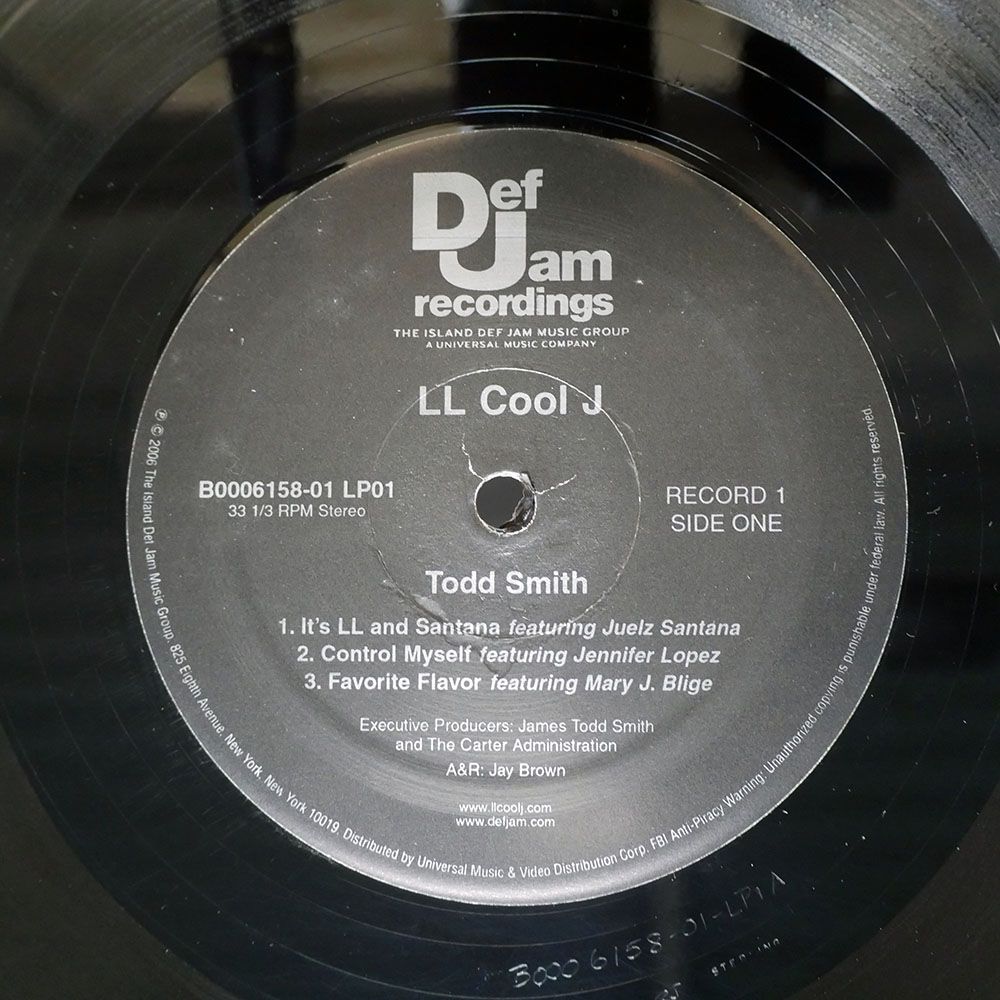 Def Jam
recordings
THE ISLAND DEF JAM MUSIC GROUP
A UNIVERSAL MUSIC COMPANY
LL Cool J
B0006158-01 LP01
33 1/3 RPM Stereo
RECORD 1
SIDE ONE
Todd Smith
1. It's LL and Santana featuring Juelz Santana
2. Control Myself featuring Jennifer Lopez
3. Favorite Flavor featuring Mary J. Blige
Executive Producers: James Todd Smith
and The Carter Administration
A&R: Jay Brown
www.llcoolj.com
www.defjam.com
℗ © 2006 The Island Def Jam Music Group, 825 Eighth Avenue, New York, New York 10019. Distributed by Universal Music & Video Distribution Corp. FBI Anti-Piracy Warning: Unauthorized copying is punishable under federal law. All rights reserved.
B0006158-01-LP1A
STERLING